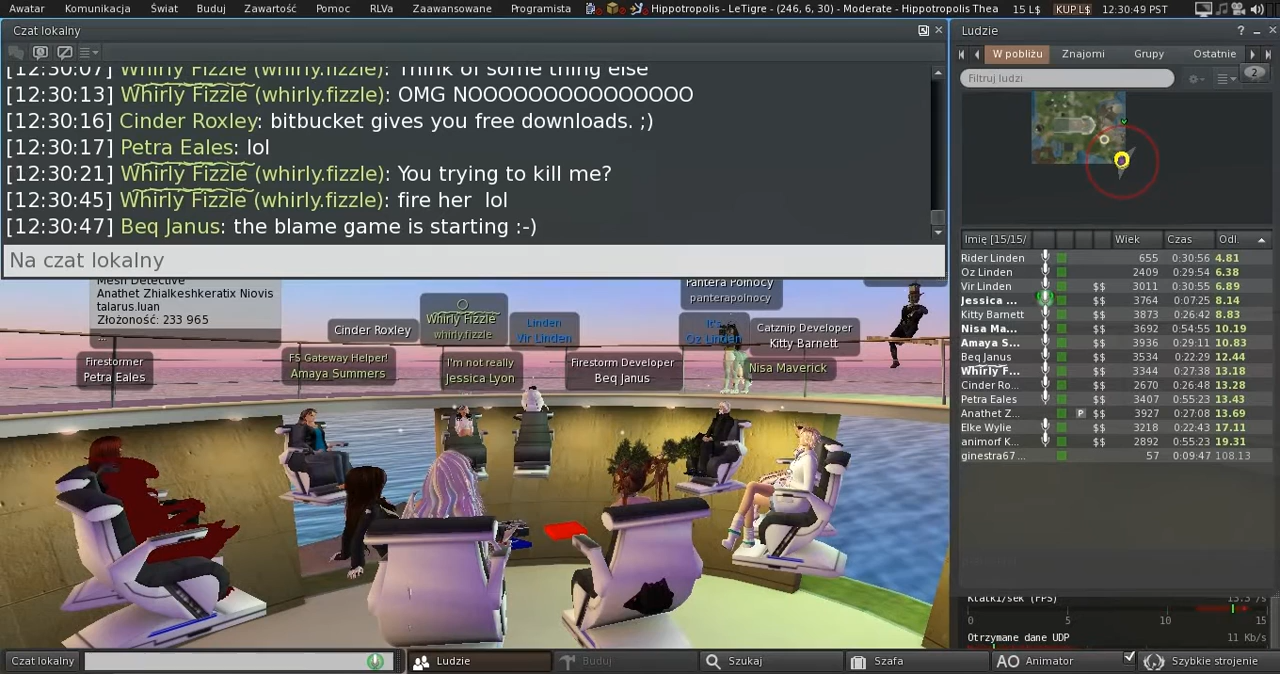 Awatar Komunikacja Świat Buduj Zawartość Pomoc RLVa Zaawansowane Programista Hippotropolis - LeTigre - (246, 6, 30) - Moderate - Hippotropolis Thea 15 L$ KUP L$ 12:30:49 PST
Czat lokalny
[12:30:07] Whirly Fizzle (whirly.fizzle): Think of some thing else
[12:30:13] Whirly Fizzle (whirly.fizzle): OMG NOOOOOOOOOOOOOOO
[12:30:16] Cinder Roxley: bitbucket gives you free downloads. ;)
[12:30:17] Petra Eales: lol
[12:30:21] Whirly Fizzle (whirly.fizzle): You trying to kill me?
[12:30:45] Whirly Fizzle (whirly.fizzle): fire her  lol
[12:30:47] Beq Janus: the blame game is starting :-)
Na czat lokalny
Mesh Detective
Anathet Zhialkeshkeratix Niovis
talarus.luan
Złożoność: 233 965
...
Firestormer
Petra Eales
Cinder Roxley
FS Gateway Helper!
Amaya Summers
Whirly Fizzle
whirly.fizzle
I'm not really
Jessica Lyon
Linden
Vir Linden
Firestorm Developer
Beq Janus
Pantera Północy
panterapolnocy
It's
Oz Linden
Catznip Developer
Kitty Barnett
Nisa Maverick
Ludzie
? _ ×
W pobliżu Znajomi Grupy Ostatnie
Filtruj ludzi
2
Imię [15/15/ Wiek Czas Odl.
Rider Linden 655 0:30:56 4.81
Oz Linden 2409 0:29:54 6.38
Vir Linden $$ 3011 0:30:55 6.89
Jessica ... $$ 3764 0:07:25 8.14
Kitty Barnett $$ 3873 0:26:42 8.83
Nisa Ma... $$ 3692 0:54:55 10.19
Amaya S... $$ 3936 0:29:11 10.83
Beq Janus $$ 3534 0:22:29 12.44
Whirly F... $$ 3344 0:27:38 13.18
Cinder Ro... $$ 2670 0:26:48 13.28
Petra Eales $$ 3407 0:55:23 13.43
Anathet Z... P $$ 3927 0:27:08 13.69
Elke Wylie $$ 3218 0:22:43 17.11
animorf K... $$ 2892 0:55:23 19.31
ginestra67... 57 0:09:47 108.13
Klatki/sek (FPS) 13.3 /s
0 5 10 15
Otrzymane dane UDP 11 Kb/s
Czat lokalny Ludzie Buduj Szukaj Szafa AO Animator Szybkie strojenie